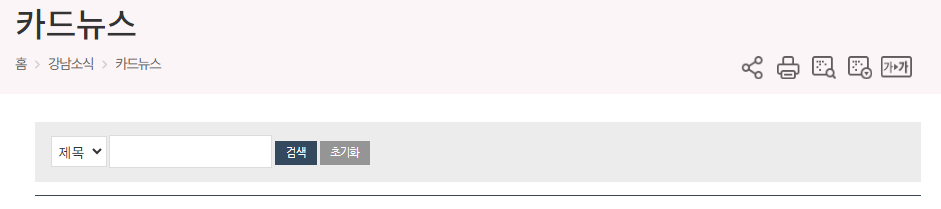 카드뉴스
홈 > 강남소식 > 카드뉴스
가▸가
제목 검색 초기화